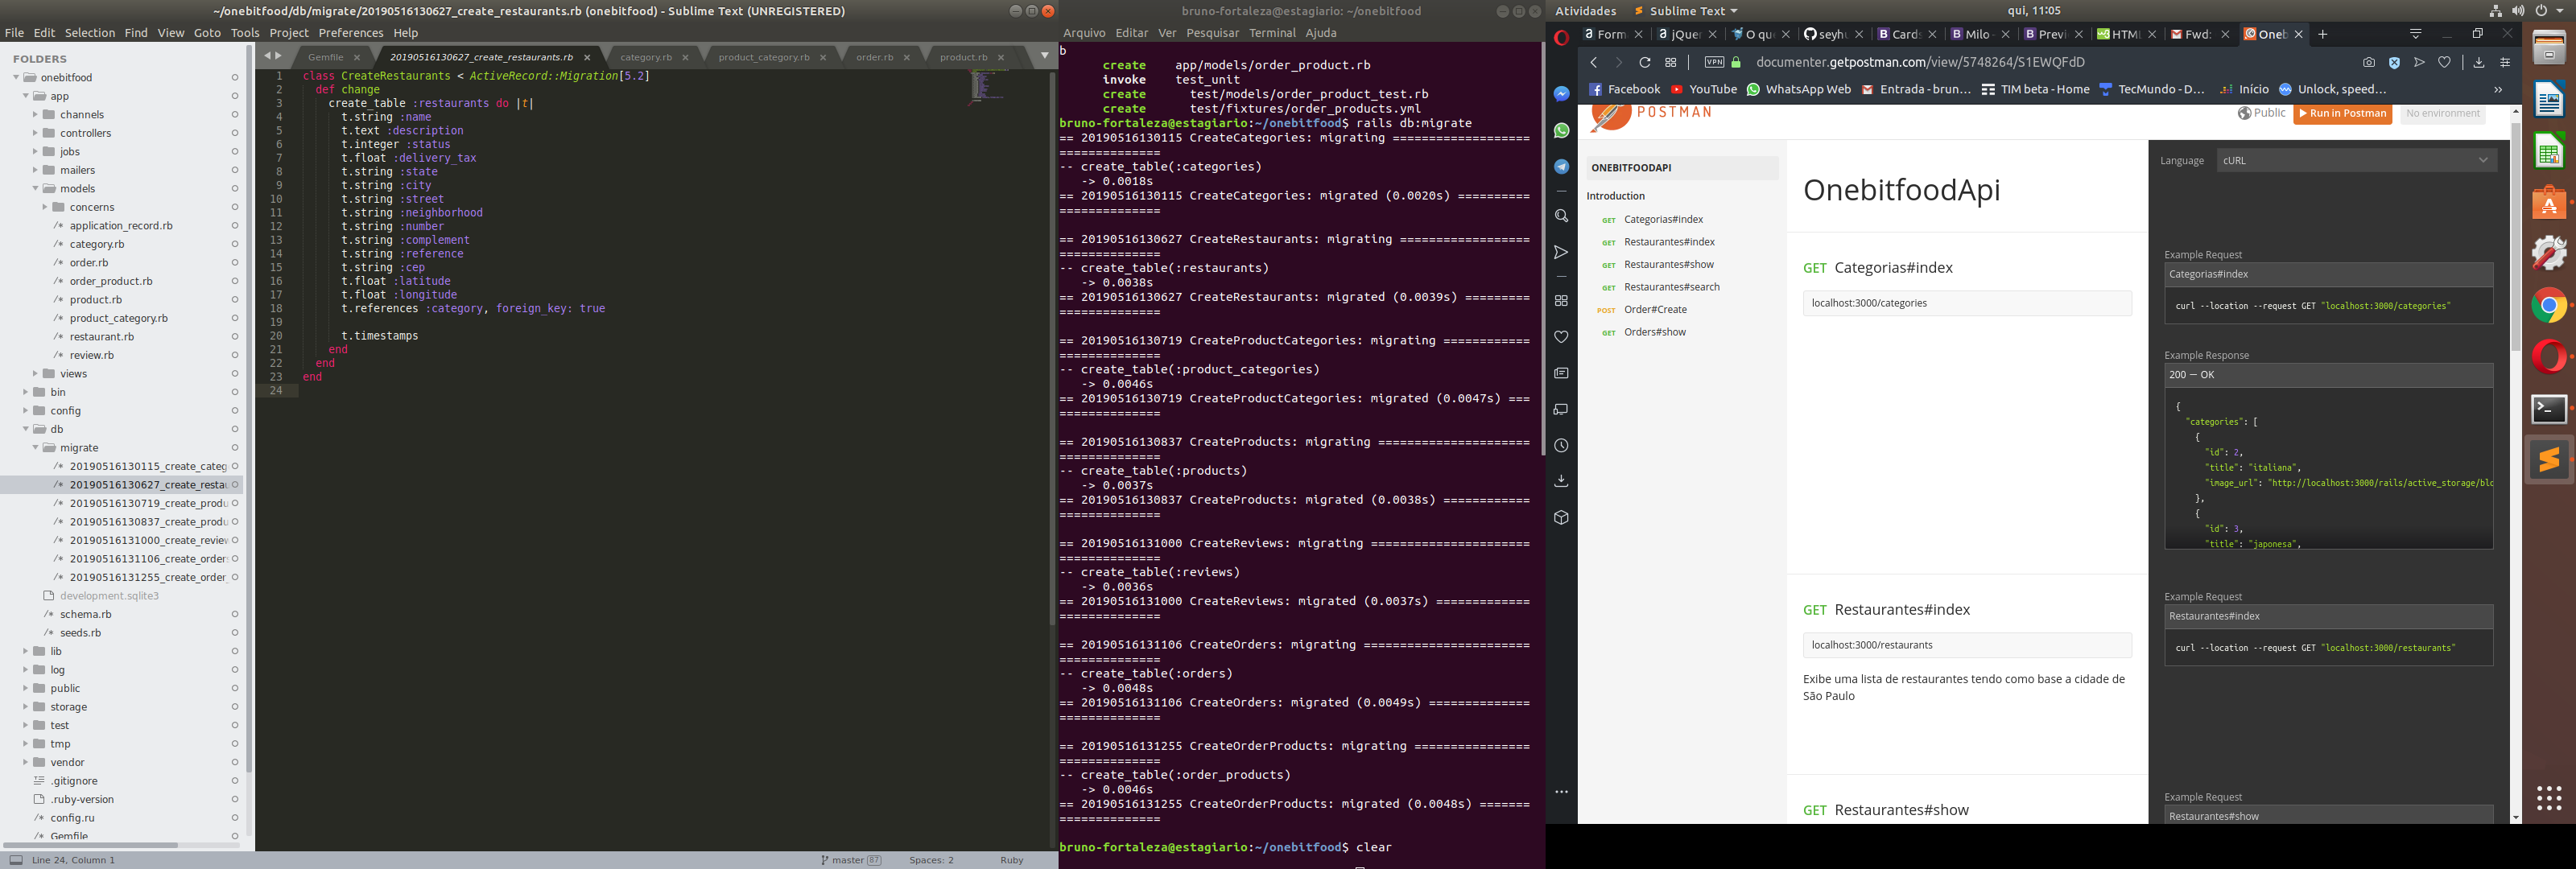 ~/onebitfood/db/migrate/20190516130627_create_restaurants.rb (onebitfood) - Sublime Text (UNREGISTERED)
File Edit Selection Find View Goto Tools Project Preferences Help
FOLDERS
onebitfood
app
channels
controllers
jobs
mailers
models
concerns
/* application_record.rb
/* category.rb
/* order.rb
/* order_product.rb
/* product.rb
/* product_category.rb
/* restaurant.rb
/* review.rb
views
bin
config
db
migrate
/* 20190516130115_create_categ
/* 20190516130627_create_restau
/* 20190516130719_create_produ
/* 20190516130837_create_produ
/* 20190516131000_create_review
/* 20190516131106_create_order
/* 20190516131255_create_order_
development.sqlite3
/* schema.rb
/* seeds.rb
lib
log
public
storage
test
tmp
vendor
.gitignore
.ruby-version
/* config.ru
/* Gemfile
Gemfile × 20190516130627_create_restaurants.rb × category.rb × product_category.rb × order.rb × product.rb ×
1 class CreateRestaurants < ActiveRecord::Migration[5.2]
2 def change
3 create_table :restaurants do |t|
4 t.string :name
5 t.text :description
6 t.integer :status
7 t.float :delivery_tax
8 t.string :state
9 t.string :city
10 t.string :street
11 t.string :neighborhood
12 t.string :number
13 t.string :complement
14 t.string :reference
15 t.string :cep
16 t.float :latitude
17 t.float :longitude
18 t.references :category, foreign_key: true
19
20 t.timestamps
21 end
22 end
23 end
24
Line 24, Column 1 master 87 Spaces: 2 Ruby
bruno-fortaleza@estagiario: ~/onebitfood
Arquivo Editar Ver Pesquisar Terminal Ajuda
b
create app/models/order_product.rb
invoke test_unit
create test/models/order_product_test.rb
create test/fixtures/order_products.yml
bruno-fortaleza@estagiario:~/onebitfood$ rails db:migrate
== 20190516130115 CreateCategories: migrating ===================
==============
-- create_table(:categories)
-> 0.0018s
== 20190516130115 CreateCategories: migrated (0.0020s) ==========
==============
== 20190516130627 CreateRestaurants: migrating ==================
==============
-- create_table(:restaurants)
-> 0.0038s
== 20190516130627 CreateRestaurants: migrated (0.0039s) =========
==============
== 20190516130719 CreateProductCategories: migrating ============
==============
-- create_table(:product_categories)
-> 0.0046s
== 20190516130719 CreateProductCategories: migrated (0.0047s) ===
==============
== 20190516130837 CreateProducts: migrating =====================
==============
-- create_table(:products)
-> 0.0037s
== 20190516130837 CreateProducts: migrated (0.0038s) ============
==============
== 20190516131000 CreateReviews: migrating ======================
==============
-- create_table(:reviews)
-> 0.0036s
== 20190516131000 CreateReviews: migrated (0.0037s) =============
==============
== 20190516131106 CreateOrders: migrating =======================
==============
-- create_table(:orders)
-> 0.0048s
== 20190516131106 CreateOrders: migrated (0.0049s) ==============
==============
== 20190516131255 CreateOrderProducts: migrating ================
==============
-- create_table(:order_products)
-> 0.0046s
== 20190516131255 CreateOrderProducts: migrated (0.0048s) =======
==============
bruno-fortaleza@estagiario:~/onebitfood$ clear
Atividades Sublime Text qui, 11:05
Form × jQuer × O que × seyhu × Cards × Milo - × Previ × HTML × Fwd: × Oneb × +
VPN documenter.getpostman.com/view/5748264/S1EWQFdD
Facebook YouTube WhatsApp Web Entrada - brun... TIM beta - Home TecMundo - D... Início Unlock, speed... »
POSTMAN
Public Run in Postman No environment
ONEBITFOODAPI
Introduction
GET Categorias#index
GET Restaurantes#index
GET Restaurantes#show
GET Restaurantes#search
POST Order#Create
GET Orders#show
OnebitfoodApi
GET Categorias#index
localhost:3000/categories
GET Restaurantes#index
localhost:3000/restaurants
Exibe uma lista de restaurantes tendo como base a cidade de
São Paulo
GET Restaurantes#show
Language cURL
Example Request
Categorias#index
curl --location --request GET "localhost:3000/categories"
Example Response
200 — OK
{
"categories": [
{
"id": 2,
"title": "italiana",
"image_url": "http://localhost:3000/rails/active_storage/blo
},
{
"id": 3,
"title": "japonesa",
Example Request
Restaurantes#index
curl --location --request GET "localhost:3000/restaurants"
Example Request
Restaurantes#show